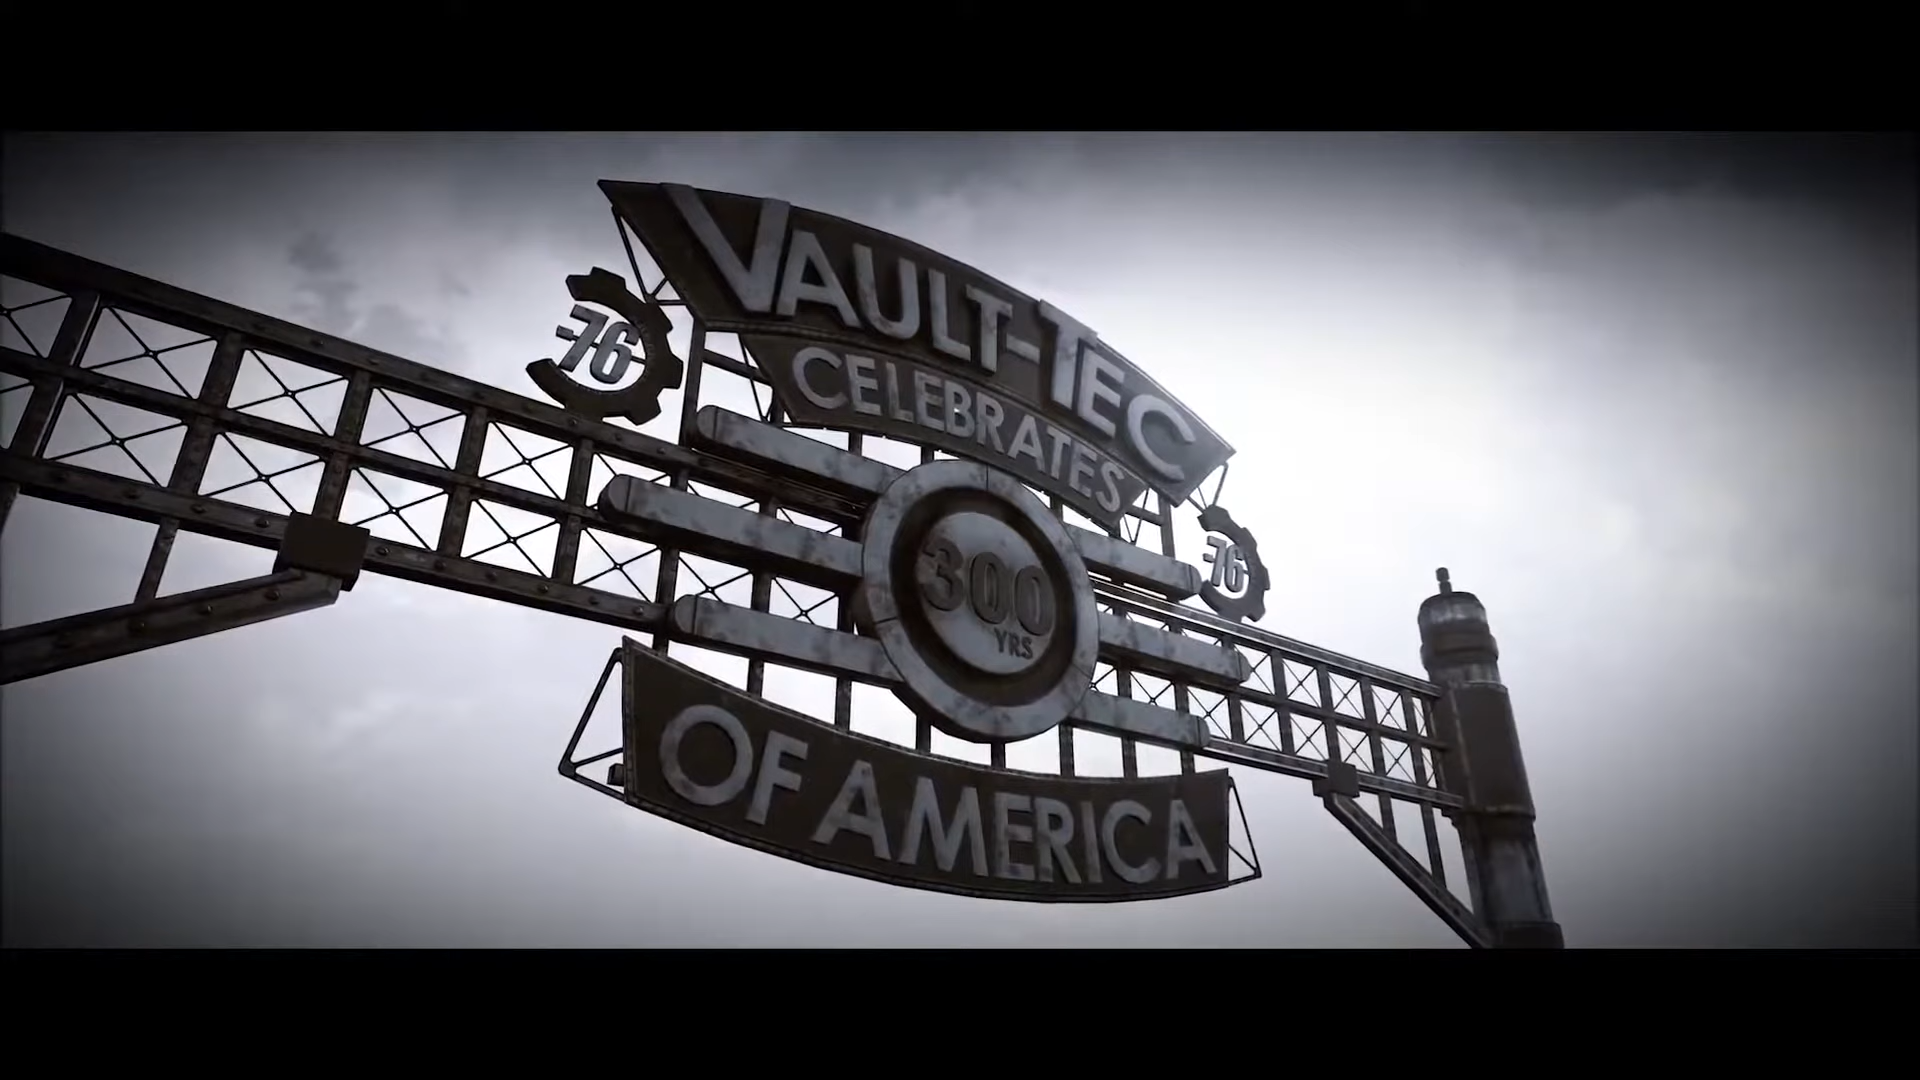 VAULT-TEC
CELEBRATES
76
76
300
YRS
OF AMERICA